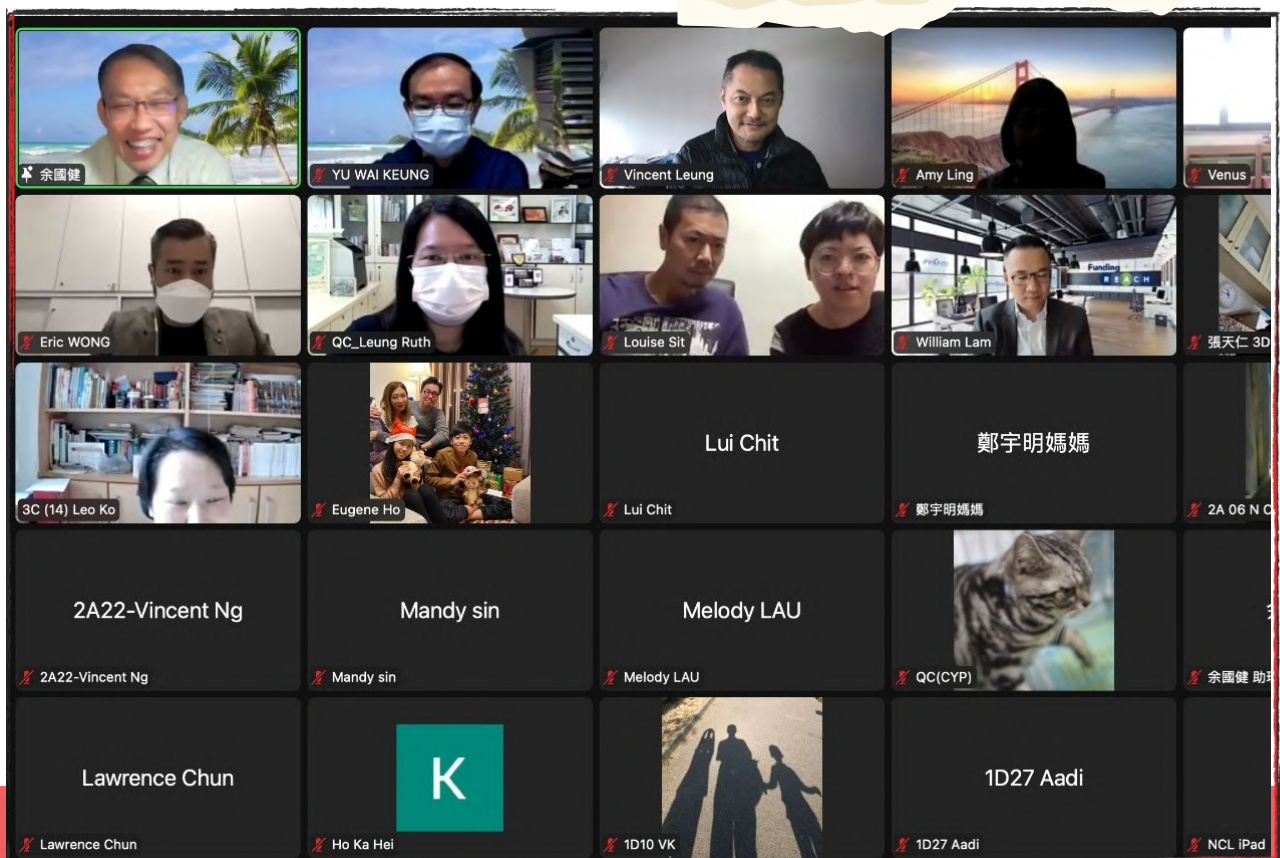 余國健
YU WAI KEUNG
Vincent Leung
Amy Ling
Venus
Eric WONG
QC_Leung Ruth
Louise Sit
Funding
REACH
William Lam
張天仁 3D
3C (14) Leo Ko
Eugene Ho
Lui Chit
Lui Chit
鄭宇明媽媽
鄭宇明媽媽
2A 06 N
2A22-Vincent Ng
2A22-Vincent Ng
Mandy sin
Mandy sin
Melody LAU
Melody LAU
QC(CYP)
余國健
Lawrence Chun
Lawrence Chun
K
Ho Ka Hei
1D10 VK
1D27 Aadi
1D27 Aadi
NCL iPad